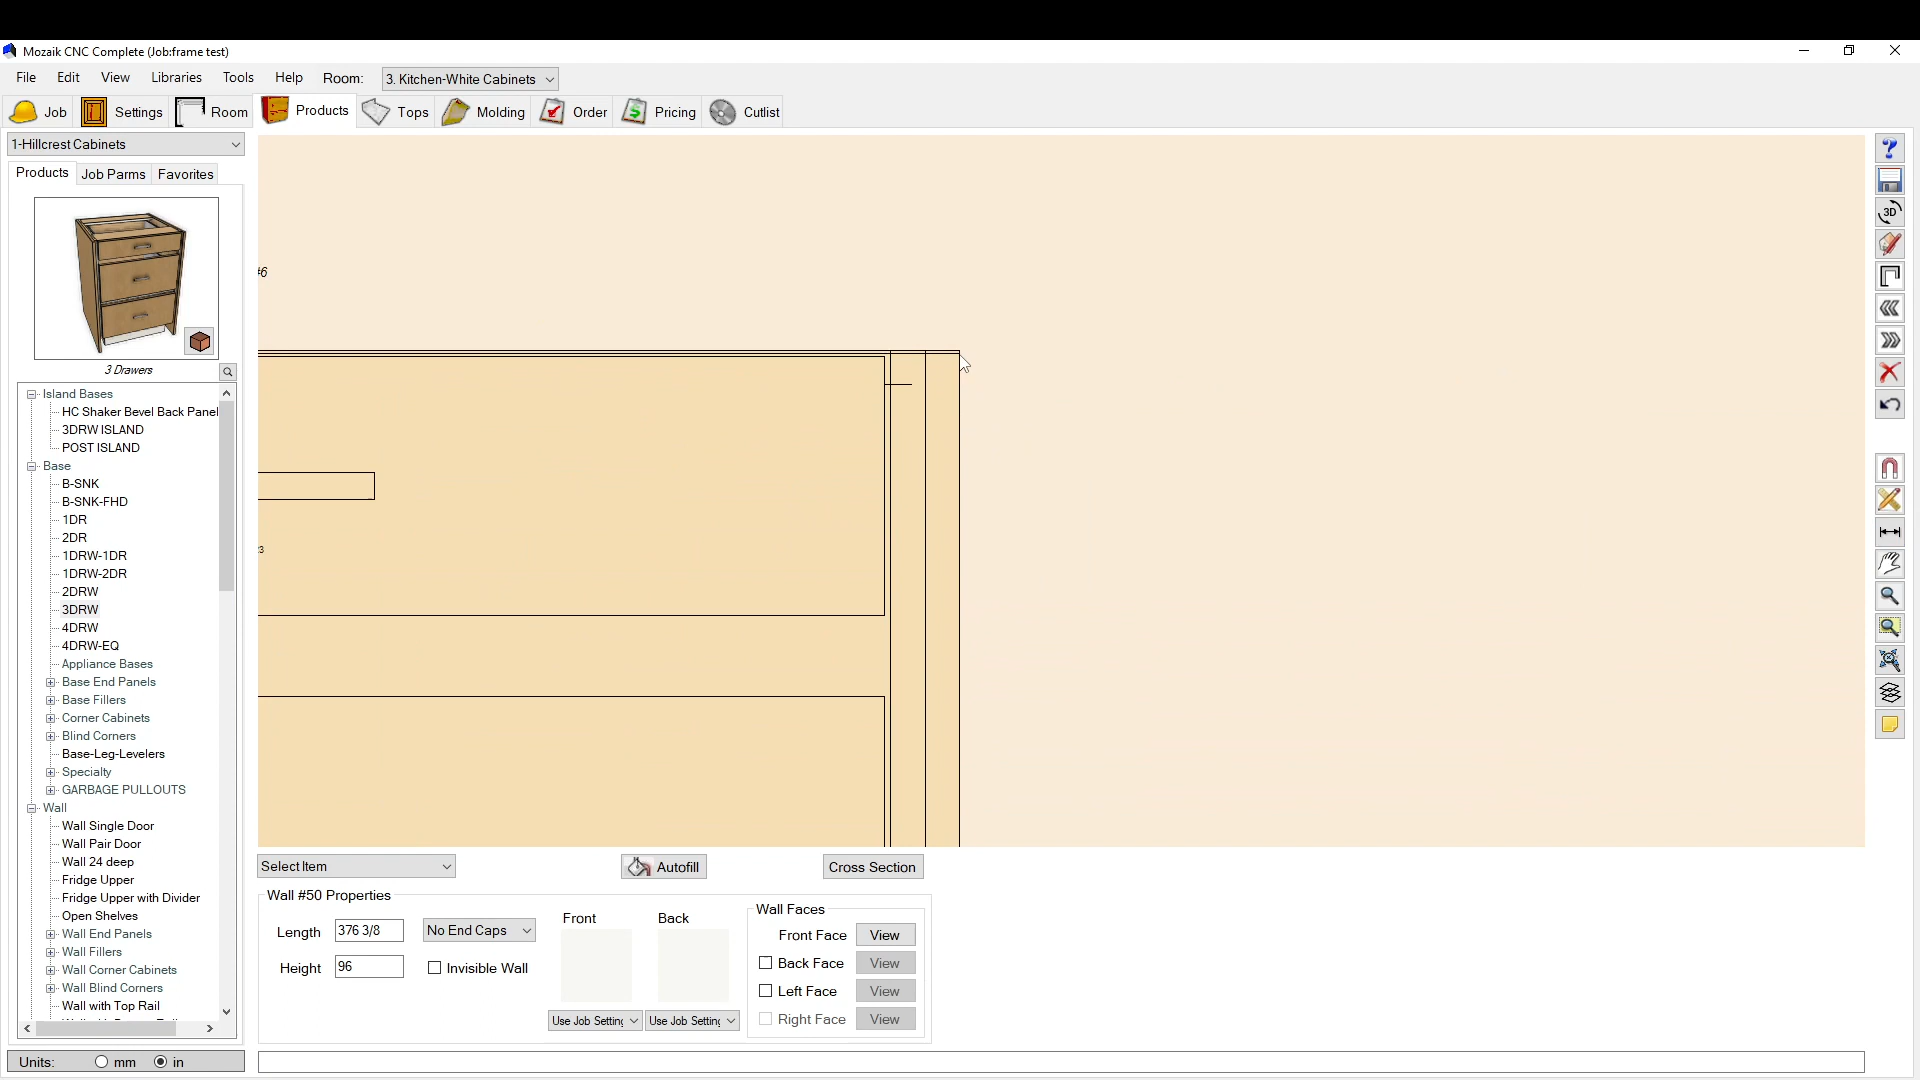 Mozaik CNC Complete (Job:frame test)
File Edit View Libraries Tools Help Room: 3. Kitchen-White Cabinets
Job Settings Room Products Tops Molding Order Pricing Cutlist
1-Hillcrest Cabinets
Products Job Parms Favorites
3 Drawers
Island Bases
HC Shaker Bevel Back Panel
3DRW ISLAND
POST ISLAND
Base
B-SNK
B-SNK-FHD
1DR
2DR
1DRW-1DR
1DRW-2DR
2DRW
3DRW
4DRW
4DRW-EQ
Appliance Bases
Base End Panels
Base Fillers
Corner Cabinets
Blind Corners
Base-Leg-Levelers
Specialty
GARBAGE PULLOUTS
Wall
Wall Single Door
Wall Pair Door
Wall 24 deep
Fridge Upper
Fridge Upper with Divider
Open Shelves
Wall End Panels
Wall Fillers
Wall Corner Cabinets
Wall Blind Corners
Wall with Top Rail
Units: mm in
#6
3D
Select Item Autofill Cross Section
Wall #50 Properties
Length 376 3/8 No End Caps
Height 96 Invisible Wall
Front Back
Use Job Setting Use Job Setting
Wall Faces
Front Face View
Back Face View
Left Face View
Right Face View